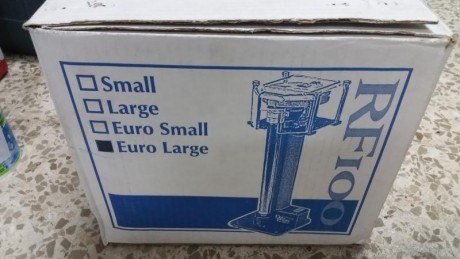 Small
Large
Euro Small
Euro Large
RF100